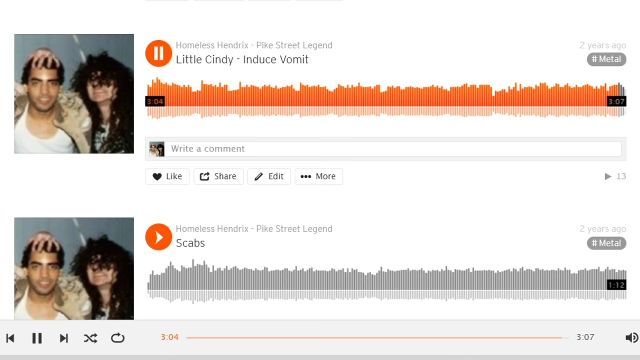 Homeless Hendrix - Pike Street Legend
2 years ago
Little Cindy - Induce Vomit
# Metal
3:04
3:07
Write a comment
Like
Share
Edit
More
13
Homeless Hendrix - Pike Street Legend
2 years ago
Scabs
# Metal
1:12
3:04
3:07